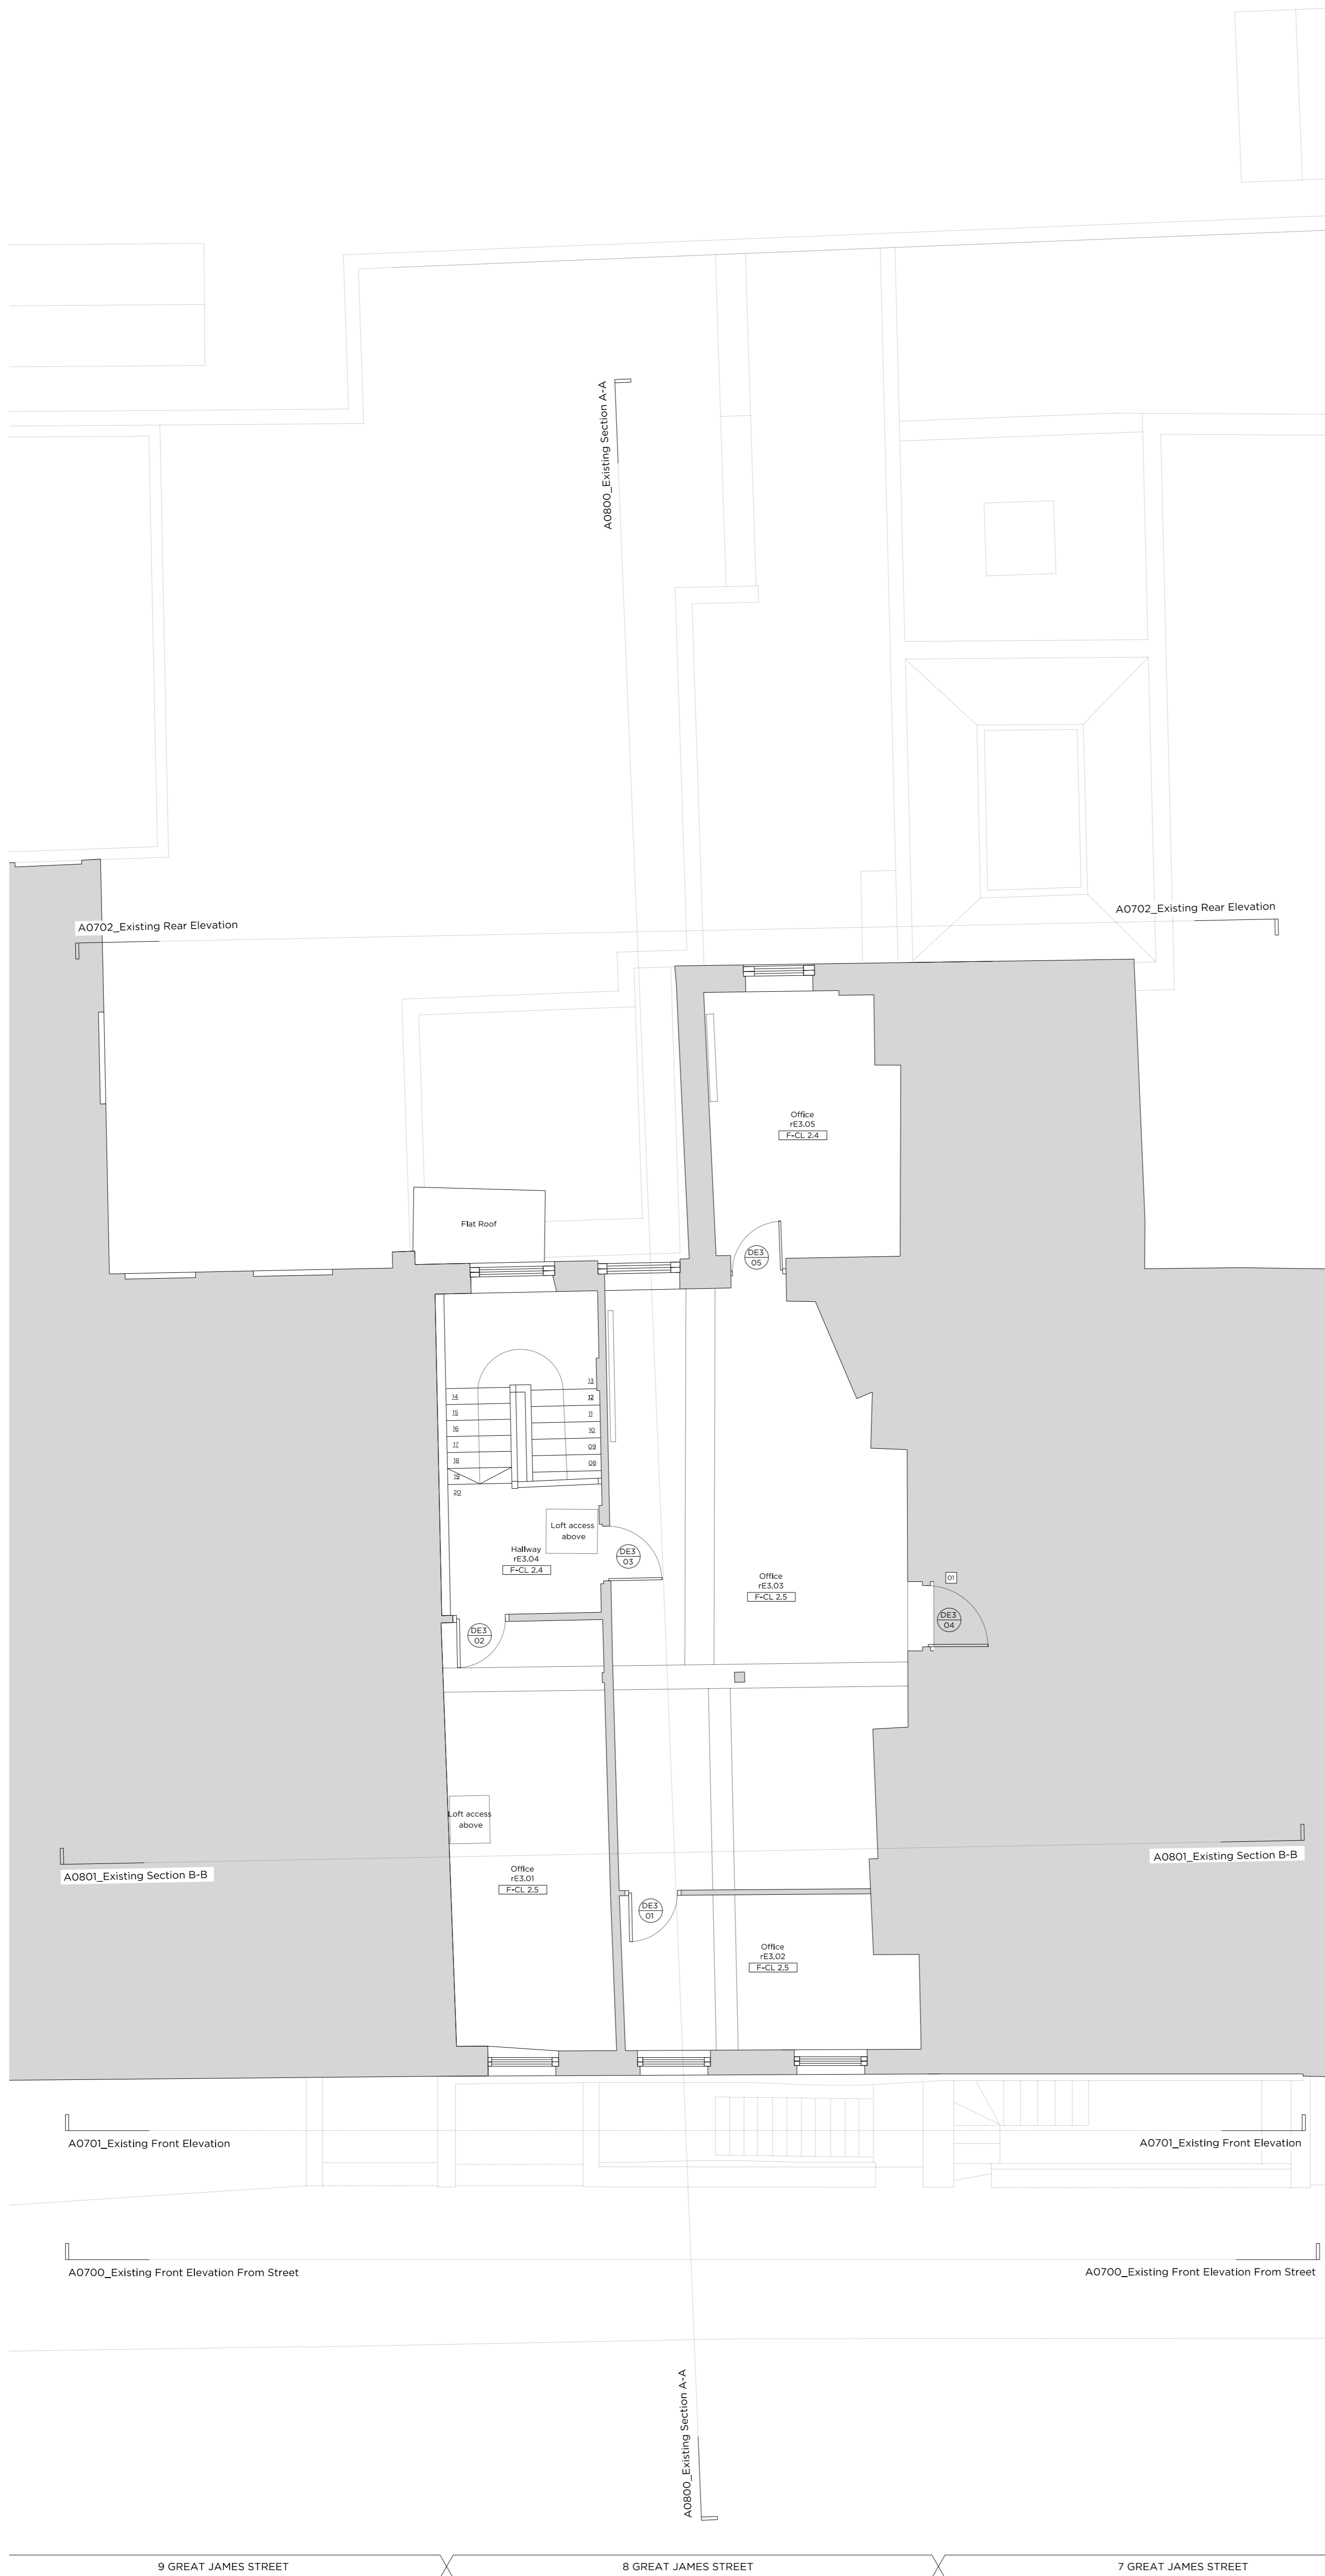 A0800_Existing Section A-A
A0702_Existing Rear Elevation
A0702_Existing Rear Elevation
Office
rE3.05
F-CL 2.4
Flat Roof
DE3
05
13
14
12
15
11
16
10
17
09
18
08
19
20
Loft access
above
Hallway
rE3.04
F-CL 2.4
DE3
03
Office
rE3.03
F-CL 2.5
01
DE3
04
DE3
02
Loft access
above
A0801_Existing Section B-B
A0801_Existing Section B-B
Office
rE3.01
F-CL 2.5
DE3
01
Office
rE3.02
F-CL 2.5
A0701_Existing Front Elevation
A0701_Existing Front Elevation
A0700_Existing Front Elevation From Street
A0700_Existing Front Elevation From Street
A0800_Existing Section A-A
9 GREAT JAMES STREET
8 GREAT JAMES STREET
7 GREAT JAMES STREET